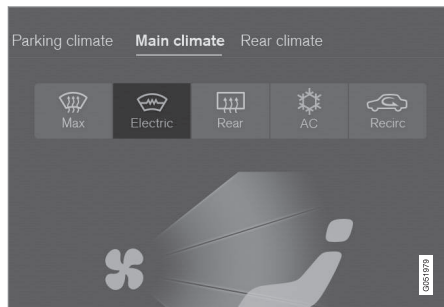 Parking climate Main climate Rear climate
Max Electric Rear AC Recirc
G051979